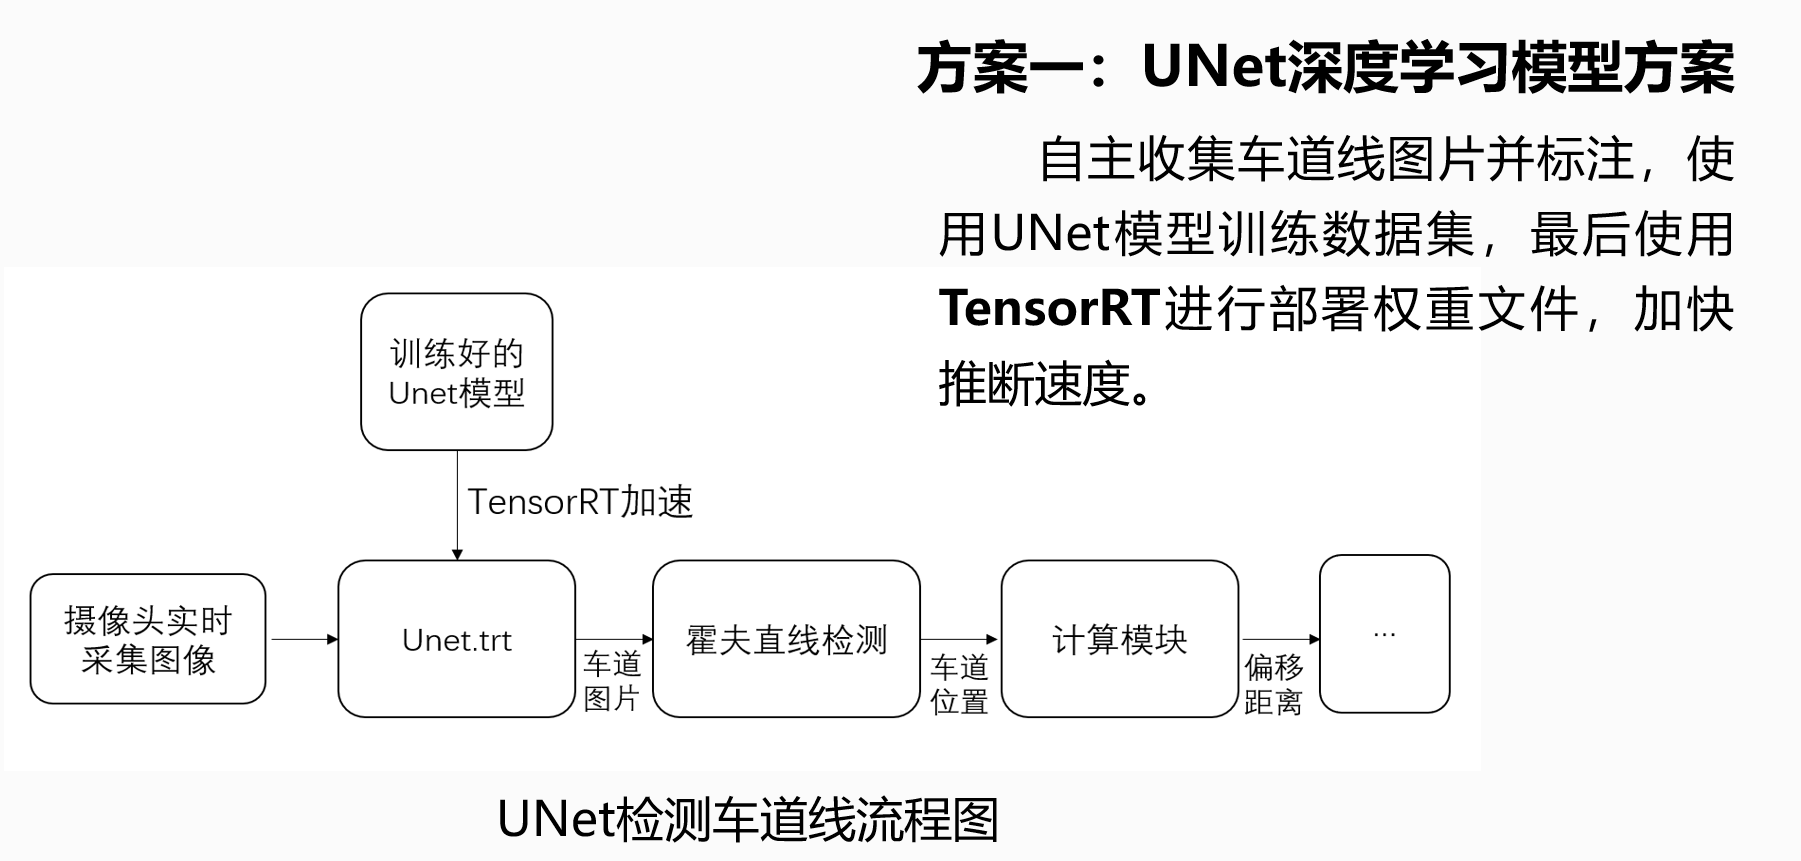 方案一：UNet深度学习模型方案
自主收集车道线图片并标注，使
用UNet模型训练数据集，最后使用
TensorRT进行部署权重文件，加快
推断速度。
训练好的
Unet模型
TensorRT加速
摄像头实时
采集图像
Unet.trt
车道
图片
霍夫直线检测
车道
位置
计算模块
偏移
距离
...
UNet检测车道线流程图